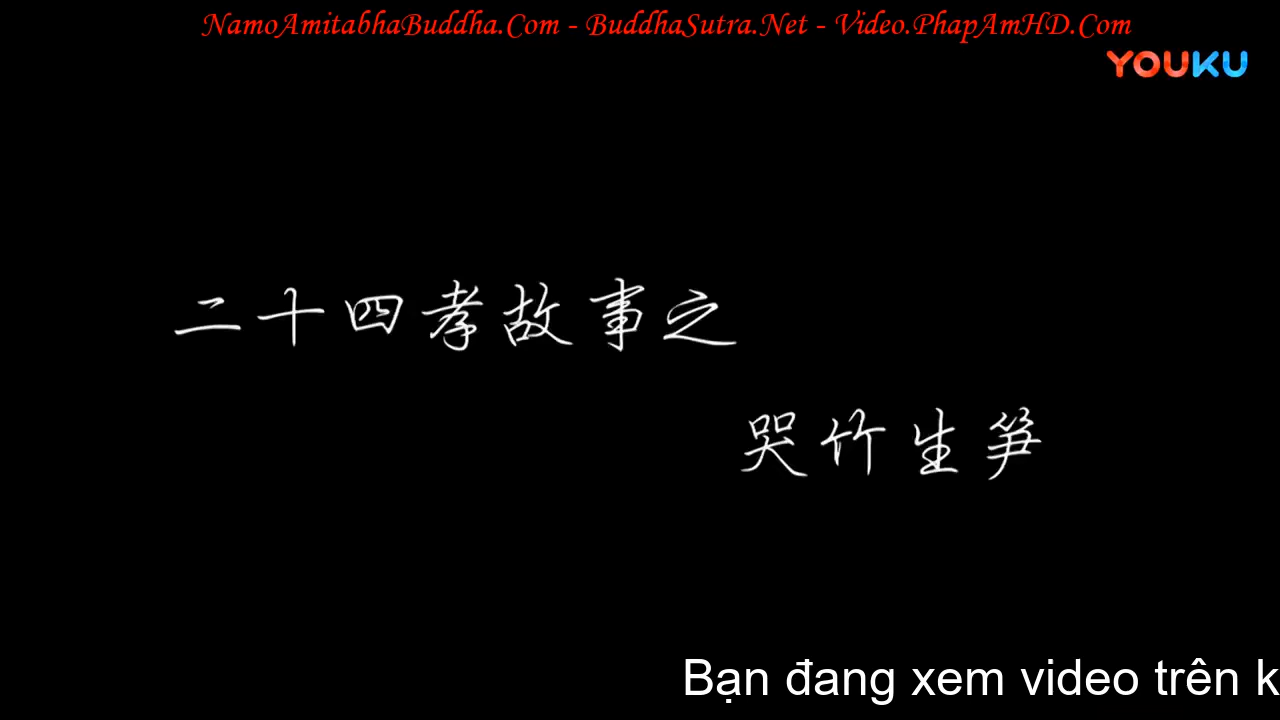 NamoAmitabhaBuddha.Com - BuddhaSutra.Net - Video.PhapAmHD.Com
YOUKU
二十四孝故事之
哭竹生笋
Bạn đang xem video trên k